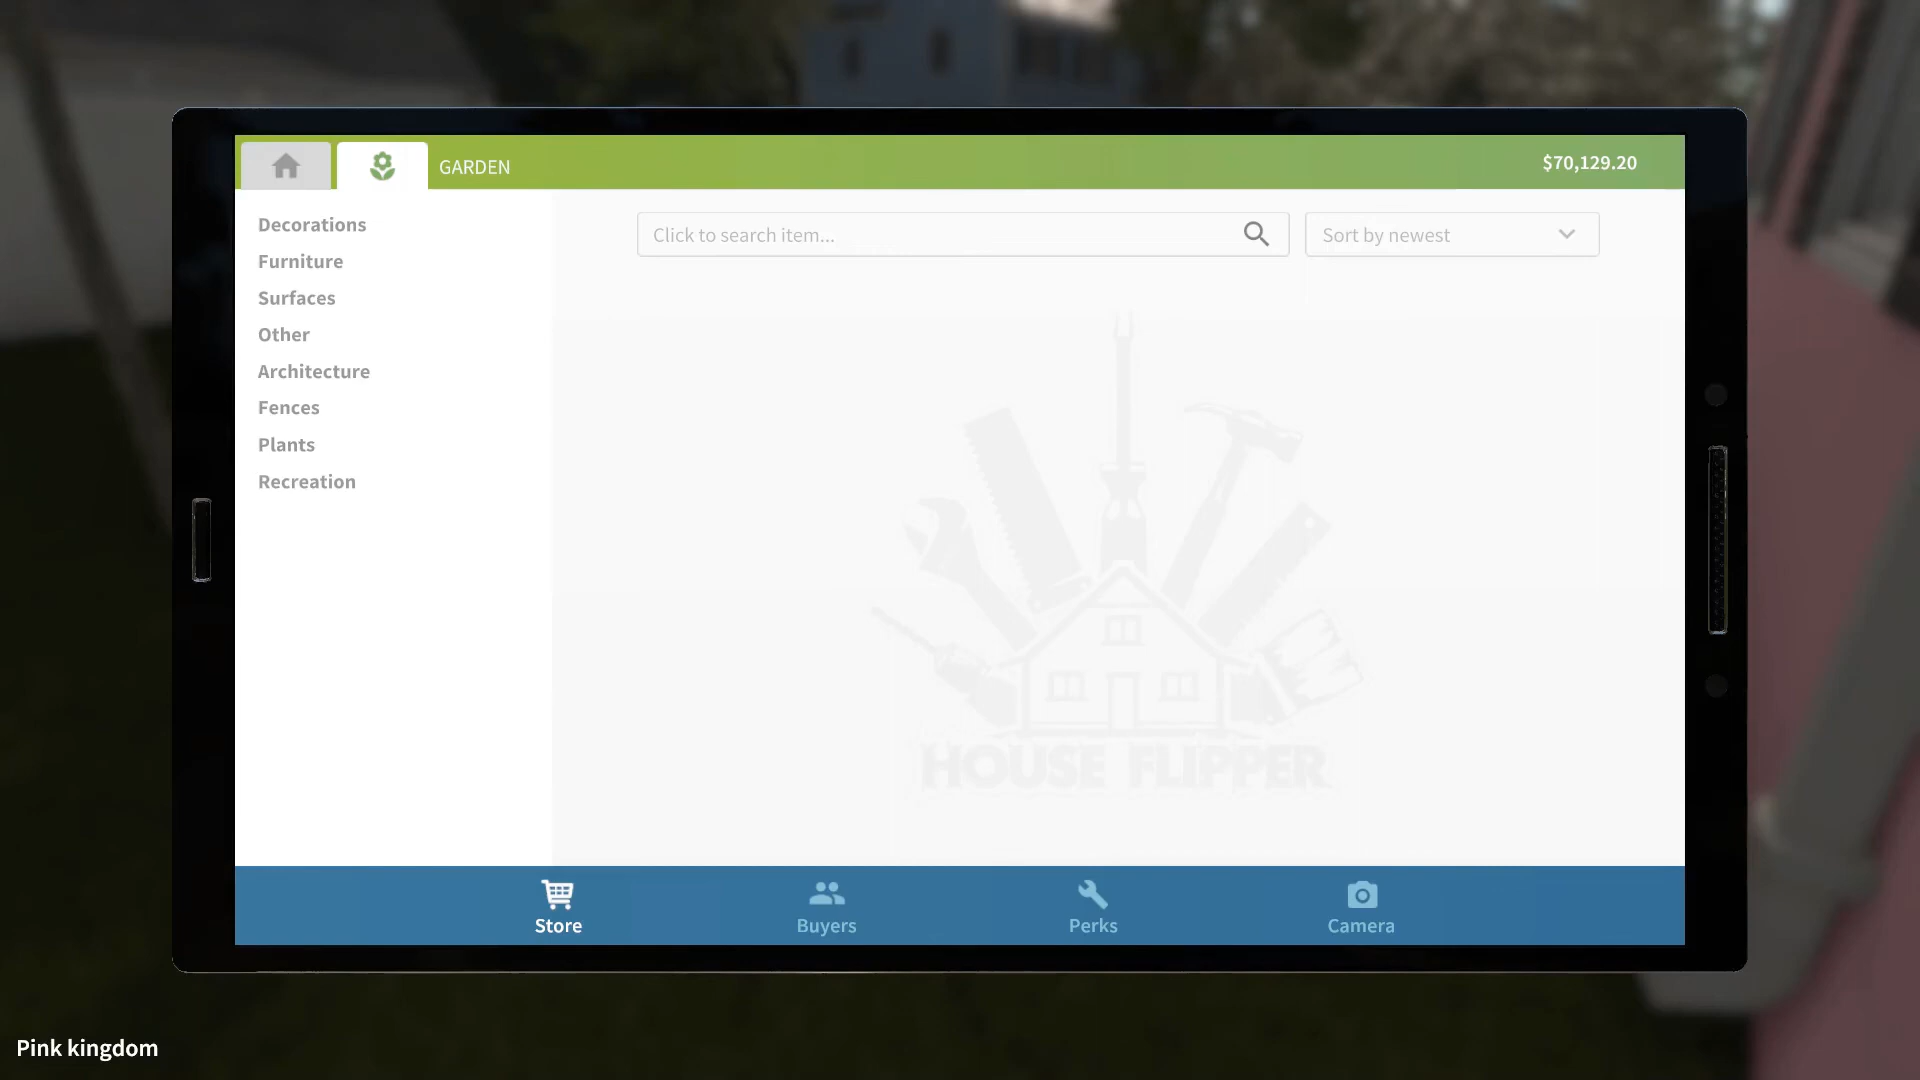 GARDEN
$70,129.20
Decorations
Furniture
Surfaces
Other
Architecture
Fences
Plants
Recreation
Click to search item...
Sort by newest
HOUSE FLIPPER
Store
Buyers
Perks
Camera
Pink kingdom